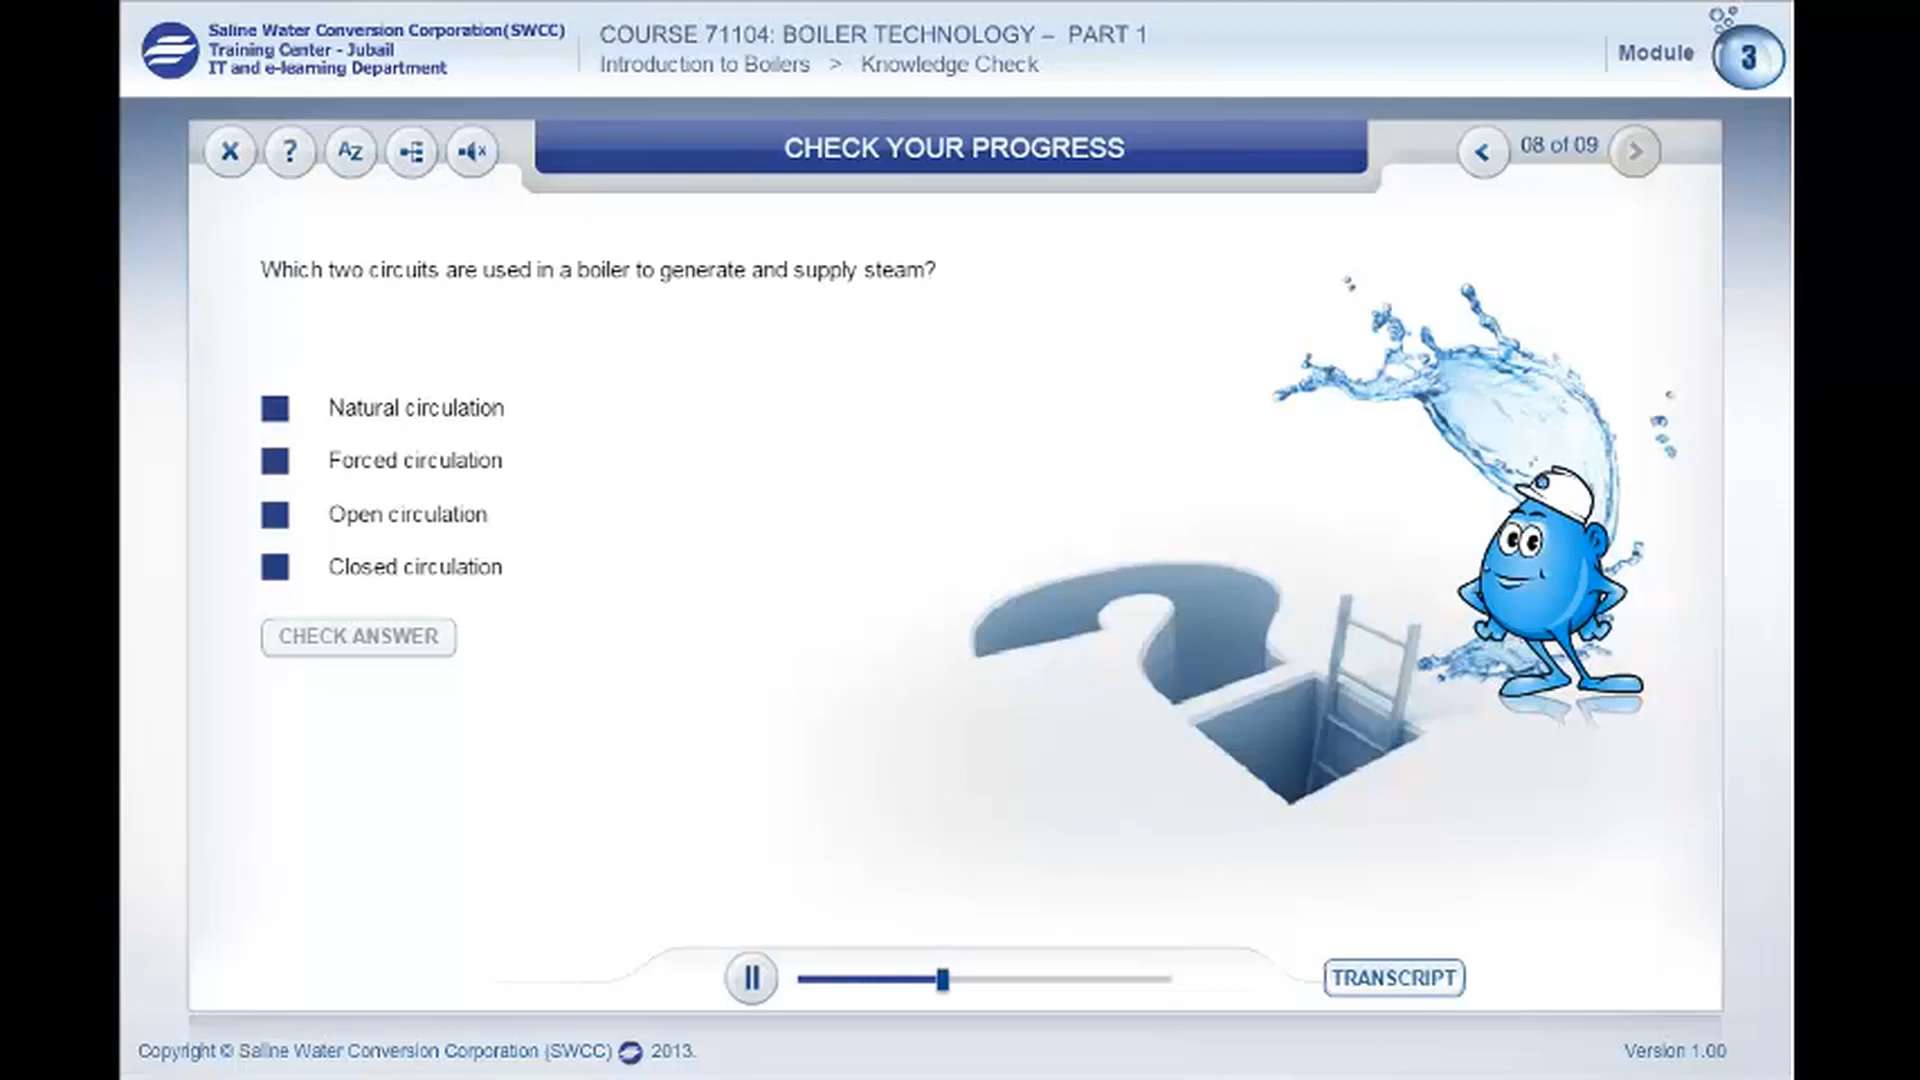 Saline Water Conversion Corporation(SWCC)
Training Center - Jubail
IT and e-learning Department
COURSE 71104: BOILER TECHNOLOGY – PART 1
Introduction to Boilers > Knowledge Check
Module 3
X ? AZ
CHECK YOUR PROGRESS
08 of 09
Which two circuits are used in a boiler to generate and supply steam?
Natural circulation
Forced circulation
Open circulation
Closed circulation
CHECK ANSWER
TRANSCRIPT
Copyright © Saline Water Conversion Corporation (SWCC) 2013.
Version 1.00